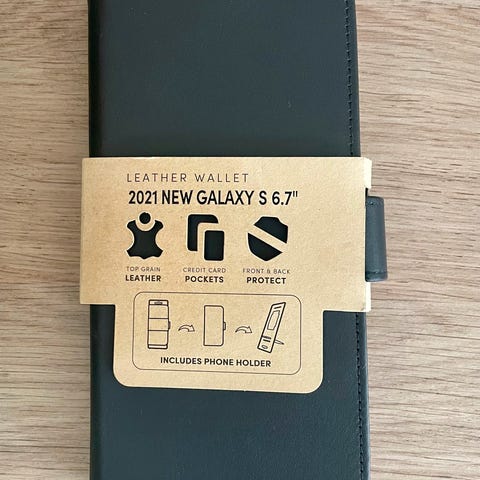 LEATHER WALLET
2021 NEW GALAXY S 6.7"
TOP GRAIN
LEATHER
CREDIT CARD
POCKETS
FRONT & BACK
PROTECT
INCLUDES PHONE HOLDER